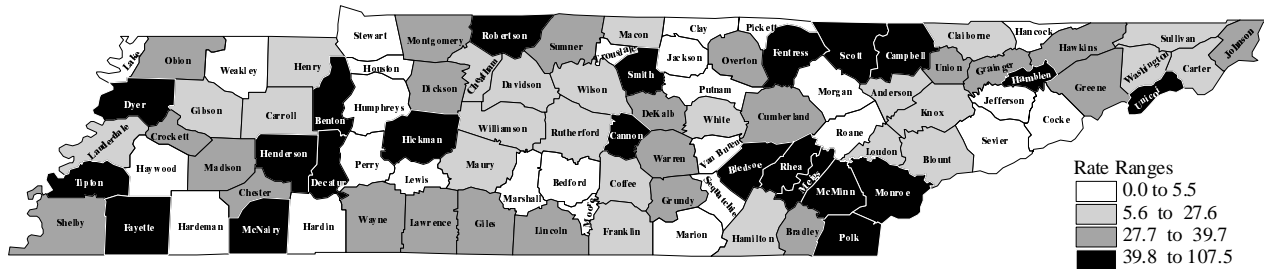 Stewart
Montgomery
Robertson
Sumner
Macon
Trousdale
Clay
Pickett
Fentress
Scott
Campbell
Claiborne
Hancock
Hawkins
Sullivan
Johnson
Lake
Obion
Weakley
Henry
Houston
Cheatham
Smith
Jackson
Overton
Union
Grainger
Hamblen
Washington
Carter
Dyer
Gibson
Carroll
Benton
Humphreys
Dickson
Davidson
Wilson
Putnam
Morgan
Anderson
Jefferson
Greene
Unicoi
Lauderdale
Crockett
Hickman
Williamson
Rutherford
Cannon
DeKalb
White
Cumberland
Roane
Knox
Cocke
Sevier
Haywood
Madison
Henderson
Decatur
Perry
Lewis
Maury
Warren
Van Buren
Bledsoe
Rhea
Meigs
Loudon
Blount
Tipton
Chester
Marshall
Bedford
Coffee
Grundy
Sequatchie
McMinn
Monroe
Shelby
Fayette
Hardeman
McNairy
Hardin
Wayne
Lawrence
Giles
Lincoln
Moore
Franklin
Marion
Hamilton
Bradley
Polk
Rate Ranges
0.0 to 5.5
5.6 to 27.6
27.7 to 39.7
39.8 to 107.5